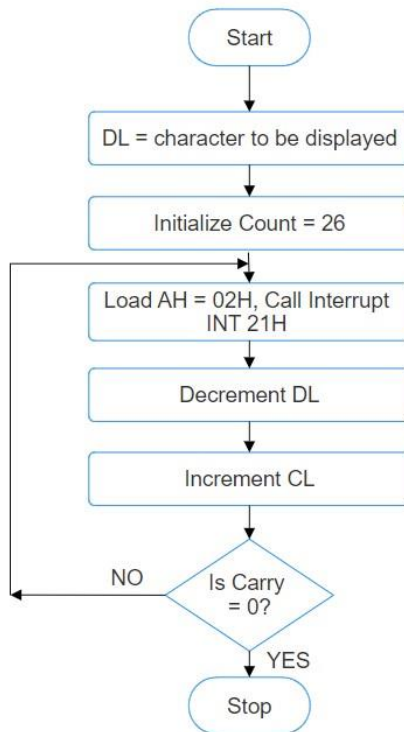 Start
DL = character to be displayed
Initialize Count = 26
Load AH = 02H, Call Interrupt
INT 21H
Decrement DL
Increment CL
NO
Is Carry
= 0?
YES
Stop